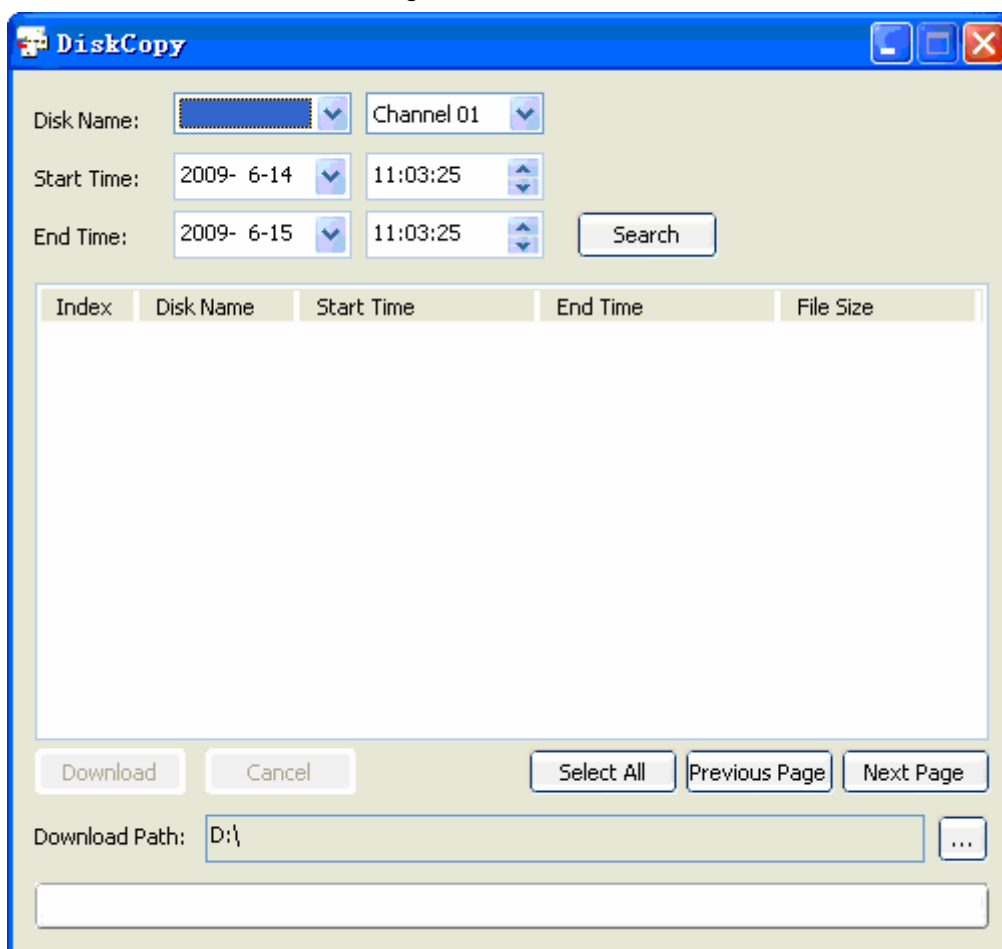 DiskCopy
Disk Name: Channel 01
Start Time: 2009- 6-14 11:03:25
End Time: 2009- 6-15 11:03:25 Search
Index Disk Name Start Time End Time File Size
Download Cancel Select All Previous Page Next Page
Download Path: D:\ ...